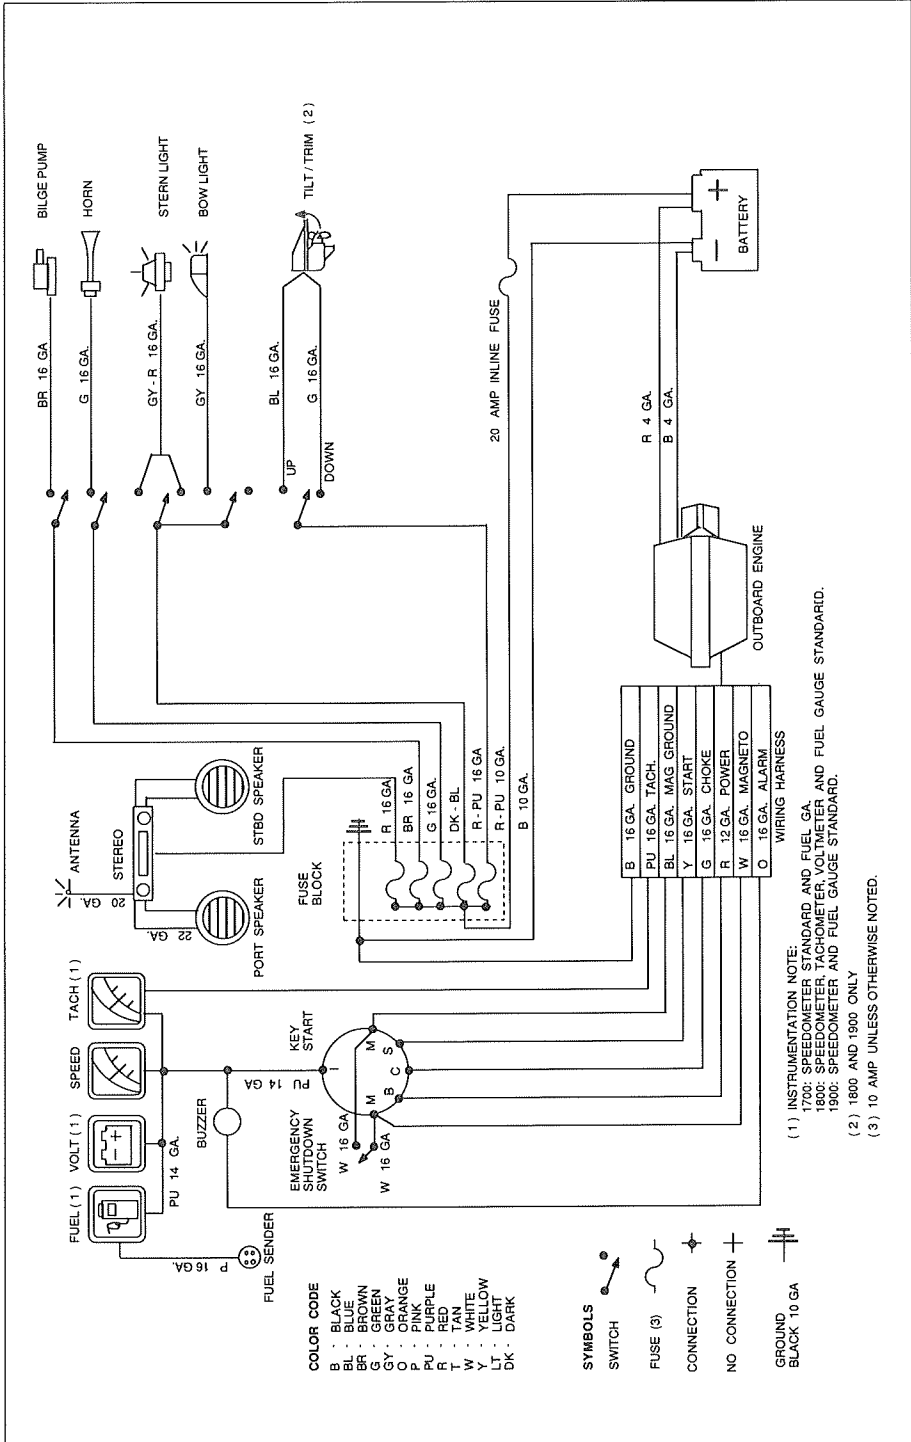 BILGE PUMP
HORN
STERN LIGHT
BOW LIGHT
TILT / TRIM ( 2 )
BR 16 GA
G 16 GA.
GY - R 16 GA.
GY 16 GA.
BL 16 GA.
G 16 GA.
UP
DOWN
20 AMP INLINE FUSE
BATTERY
+
–
R 4 GA.
B 4 GA.
OUTBOARD ENGINE
ANTENNA
20 GA.
STEREO
STBD SPEAKER
22 GA.
PORT SPEAKER
FUSE
BLOCK
R 16 GA
BR 16 GA
G 16 GA.
DK - BL
R - PU 16 GA
R - PU 10 GA.
B 10 GA.
B 16 GA. GROUND
PU 16 GA. TACH.
BL 16 GA. MAG GROUND
Y 16 GA. START
G 16 GA. CHOKE
R 12 GA. POWER
W 16 GA. MAGNETO
O 16 GA. ALARM
WIRING HARNESS
TACH ( 1 )
SPEED
VOLT ( 1 )
FUEL ( 1 )
PU 14 GA.
P 16 GA.
FUEL SENDER
BUZZER
PU 14 GA
KEY
START
I
M
S
C
B
M
EMERGENCY
SHUTDOWN
SWITCH
W 16 GA
W 16 GA
COLOR CODE
B - BLACK
BL - BLUE
BR - BROWN
G - GREEN
GY - GRAY
O - ORANGE
P - PINK
PU - PURPLE
R - RED
T - TAN
W - WHITE
Y - YELLOW
LT - LIGHT
DK - DARK
SYMBOLS
SWITCH
FUSE (3)
CONNECTION
NO CONNECTION
GROUND
BLACK 10 GA
( 1 ) INSTRUMENTATION NOTE:
1700: SPEEDOMETER STANDARD AND FUEL GA.
1800: SPEEDOMETER, TACHOMETER, VOLTMETER AND FUEL GAUGE STANDARID.
1900: SPEEDOMETER AND FUEL GAUGE STANDARD.
( 2 ) 1800 AND 1900 ONLY
( 3 ) 10 AMP UNLESS OTHERWISE NOTED.